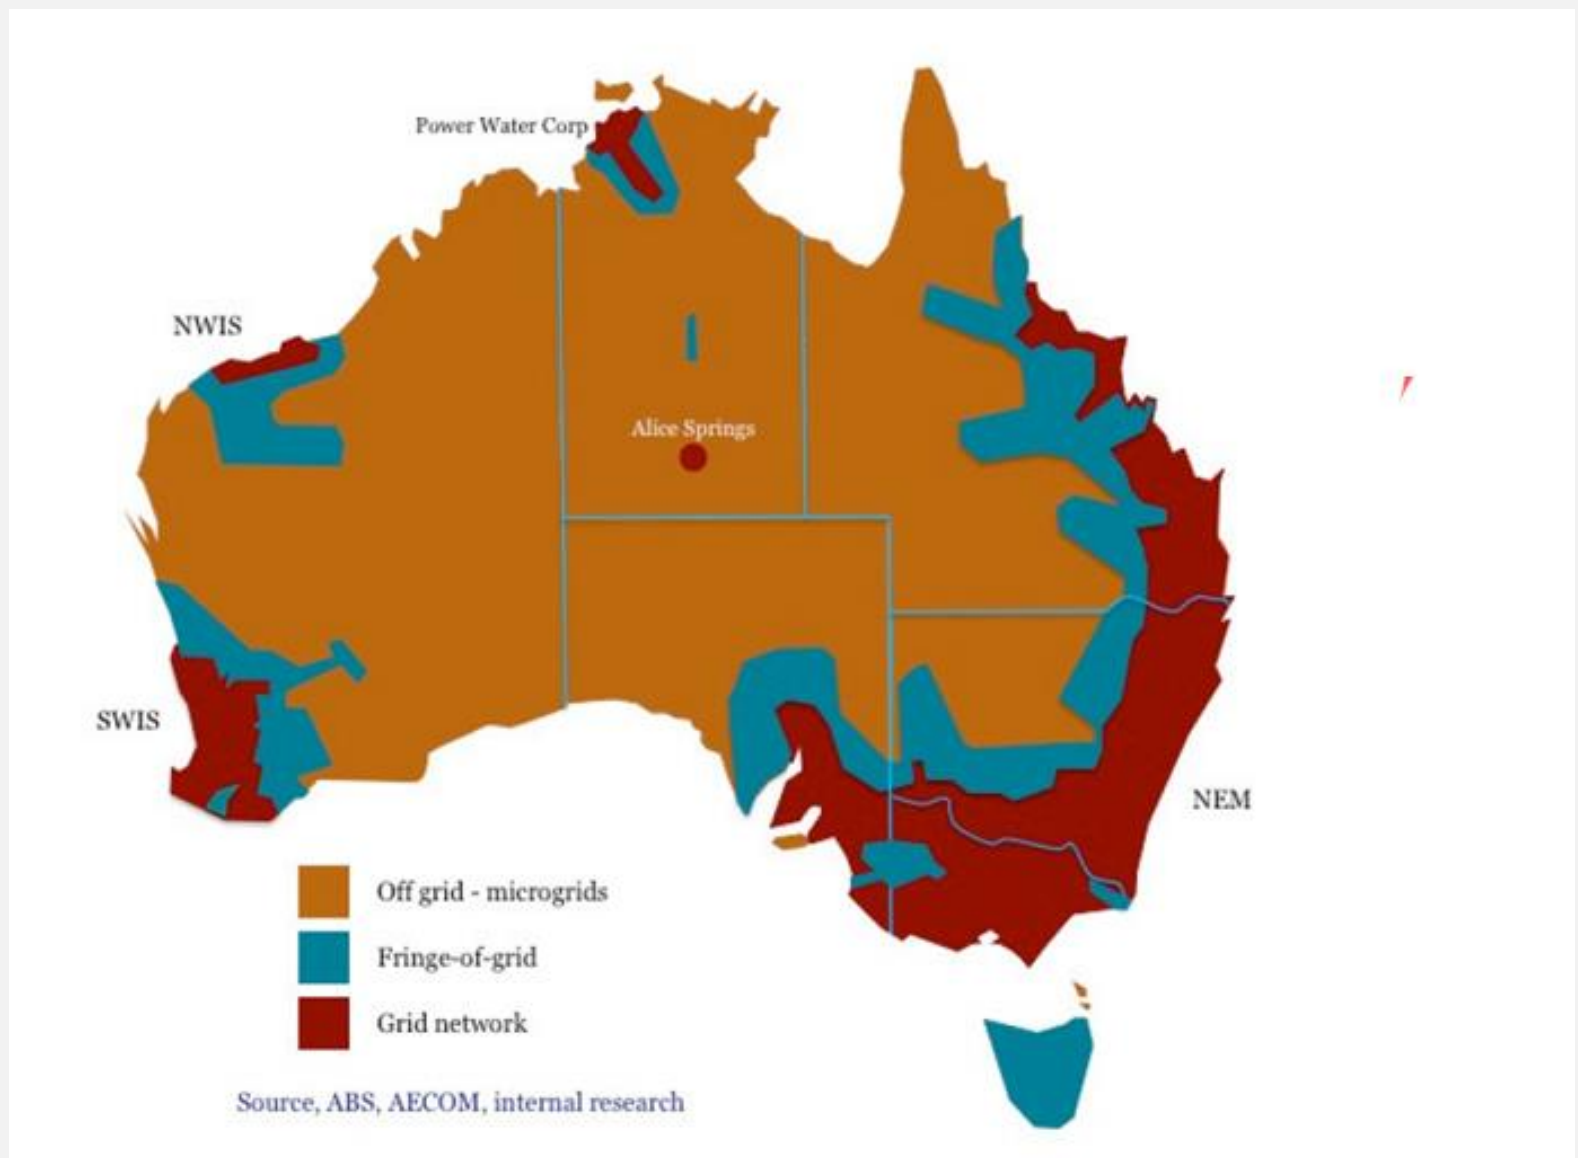 Power Water Corp
NWIS
Alice Springs
SWIS
NEM
Off grid - microgrids
Fringe-of-grid
Grid network
Source, ABS, AECOM, internal research